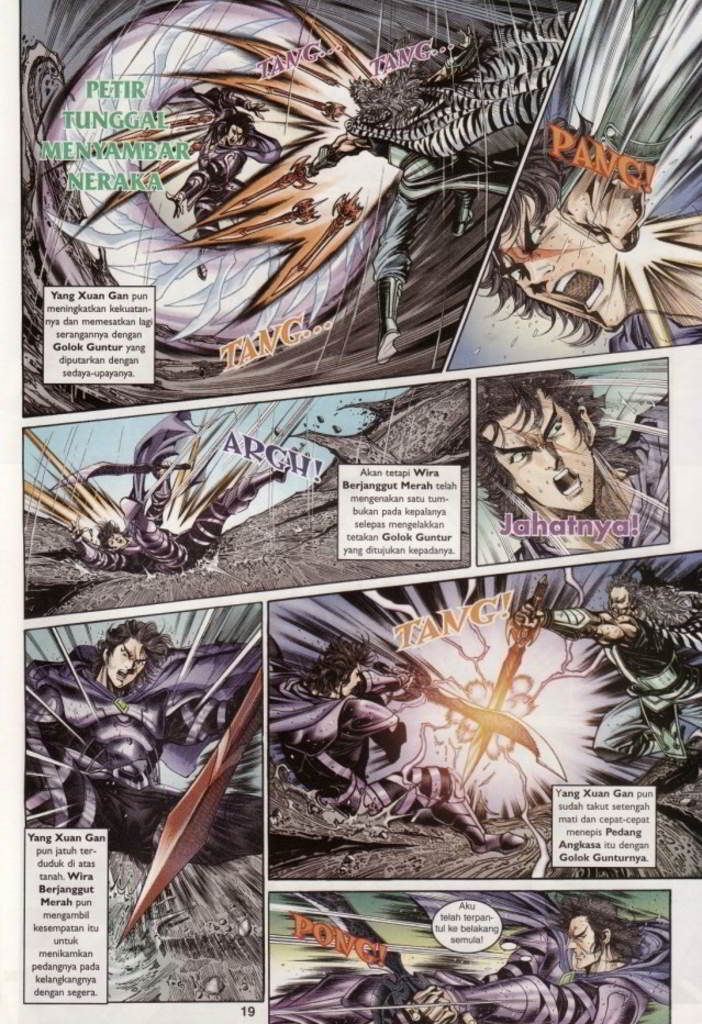 TANG...
TANG...
PETIR
TUNGGAL
MENYAMBAR
NERAKA
PANG!
Yang Xuan Gan pun
meningkatkan kekuatan-
nya dan memesatkan lagi
serangannya dengan
Golok Guntur yang
diputarkan dengan
sedaya-upayanya.
TANG...
ARGH!
Akan tetapi Wira
Berjanggut Merah telah
mengenakan satu tum-
bukan pada kepalanya
selepas mengelakkan
tetakan Golok Guntur
yang ditujukan kepadanya.
Jahatnya!
Yang Xuan Gan
pun jatuh ter-
duduk di atas
tanah. Wira
Berjanggut
Merah pun
mengambil
kesempatan itu
untuk
menikamkan
pedangnya pada
kelangkangnya
dengan segera.
TANG!
Yang Xuan Gan pun
sudah takut setengah
mati dan cepat-cepat
menepis Pedang
Angkasa itu dengan
Golok Gunturnya.
PONG!
Aku
telah terpan-
tul ke belakang
semula!
19